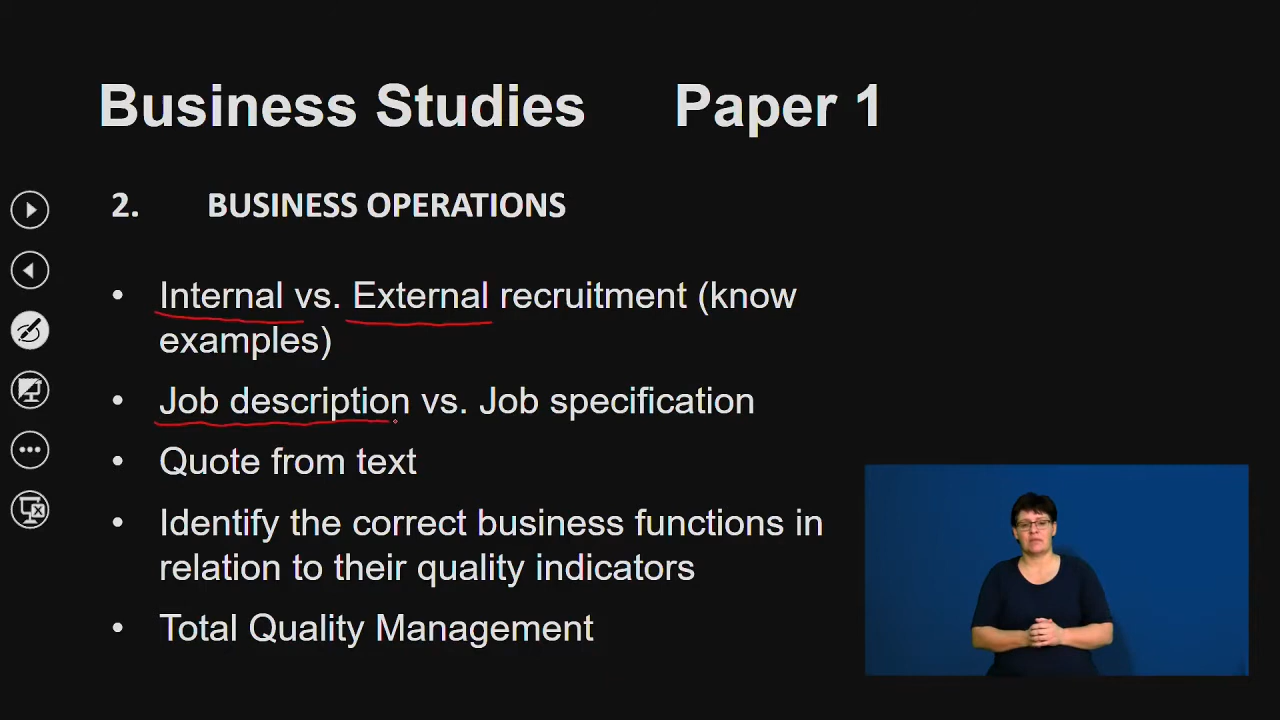 Business Studies Paper 1
2. BUSINESS OPERATIONS
• Internal vs. External recruitment (know
examples)
• Job description vs. Job specification
• Quote from text
• Identify the correct business functions in
relation to their quality indicators
• Total Quality Management